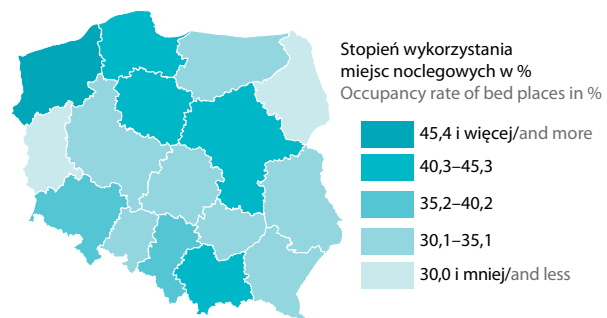 Stopień wykorzystania
miejsc noclegowych w %
Occupancy rate of bed places in %
45,4 i więcej/and more
40,3–45,3
35,2–40,2
30,1–35,1
30,0 i mniej/and less